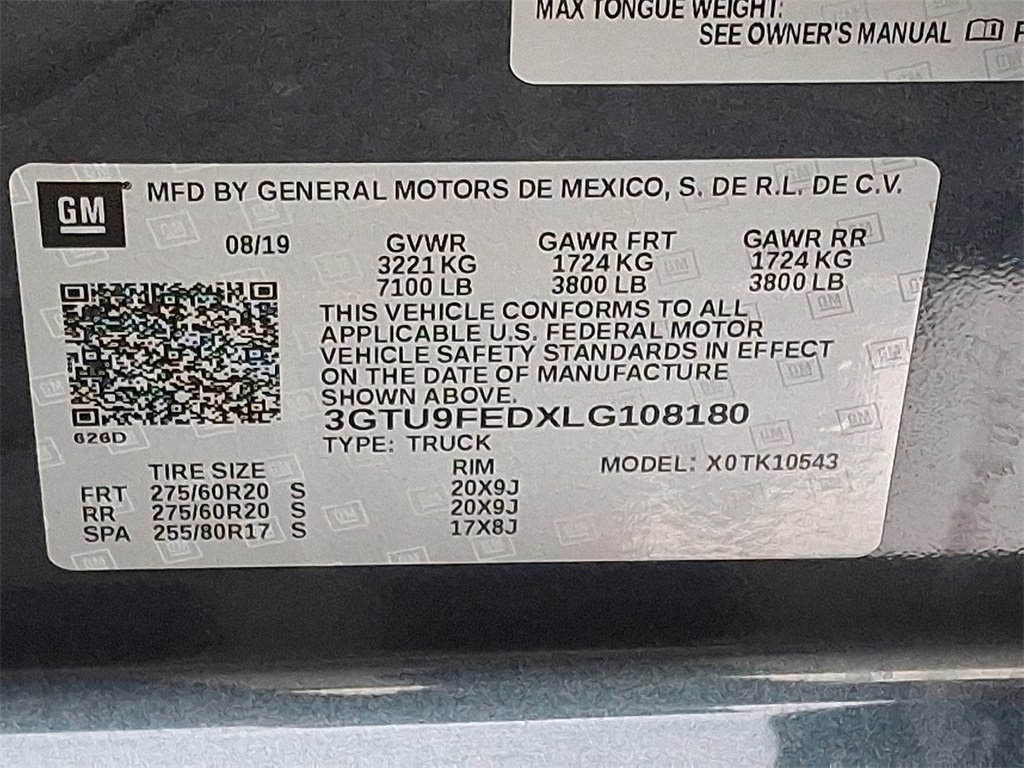 MAX TONGUE WEIGHT:
SEE OWNER'S MANUAL
GM
MFD BY GENERAL MOTORS DE MEXICO, S. DE R.L. DE C.V.
08/19 GVWR GAWR FRT GAWR RR
3221 KG 1724 KG 1724 KG
7100 LB 3800 LB 3800 LB
THIS VEHICLE CONFORMS TO ALL
APPLICABLE U.S. FEDERAL MOTOR
VEHICLE SAFETY STANDARDS IN EFFECT
ON THE DATE OF MANUFACTURE
SHOWN ABOVE.
3GTU9FEDXLG108180
626D
TYPE: TRUCK
TIRE SIZE RIM MODEL: X0TK10543
FRT 275/60R20 S 20X9J
RR 275/60R20 S 20X9J
SPA 255/80R17 S 17X8J